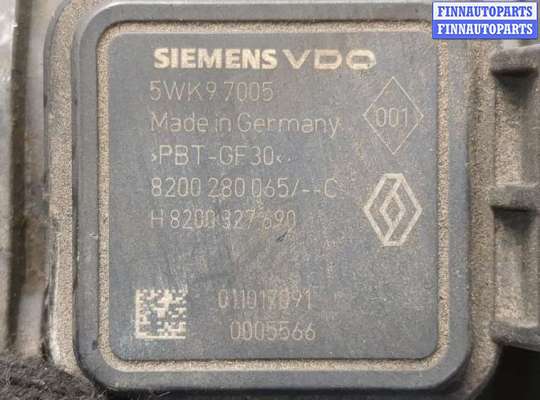 FINNAUTOPARTS
FINNAUTOPARTS
SIEMENS VDO
5WK9 7005
Made in Germany
001
>PBT-GF30<
8200 280 065/--C
H 8200 327 690
011017091
0005566